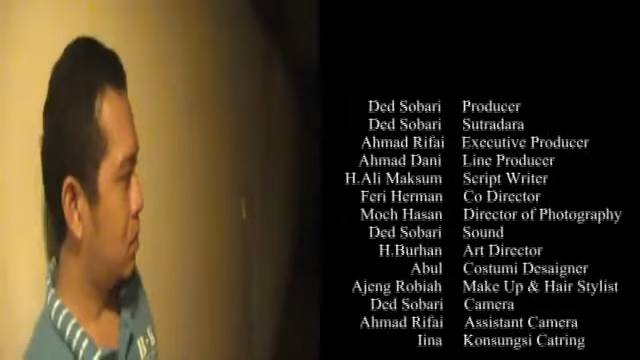 Ded Sobari Producer
Ded Sobari Sutradara
Ahmad Rifai Executive Producer
Ahmad Dani Line Producer
H.Ali Maksum Script Writer
Feri Herman Co Director
Moch Hasan Director of Photography
Ded Sobari Sound
H.Burhan Art Director
Abul Costumi Desaigner
Ajeng Robiah Make Up & Hair Stylist
Ded Sobari Camera
Ahmad Rifai Assistant Camera
Iina Konsungsi Catring